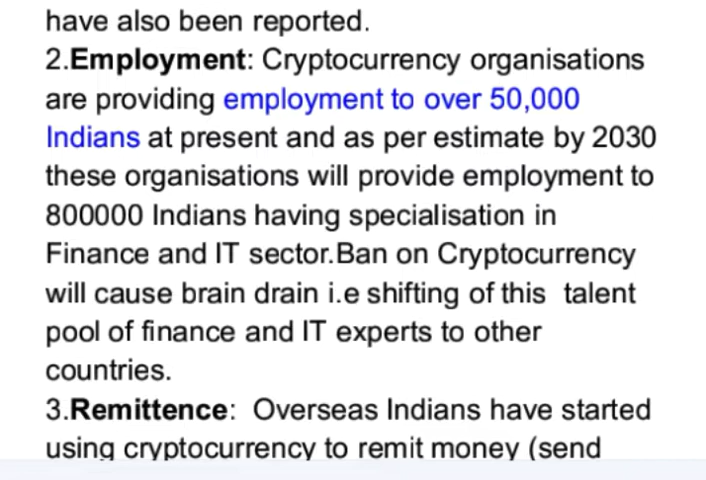 have also been reported.
2.Employment: Cryptocurrency organisations
are providing employment to over 50,000
Indians at present and as per estimate by 2030
these organisations will provide employment to
800000 Indians having specialisation in
Finance and IT sector.Ban on Cryptocurrency
will cause brain drain i.e shifting of this  talent
pool of finance and IT experts to other
countries.
3.Remittence:  Overseas Indians have started
using cryptocurrency to remit money (send